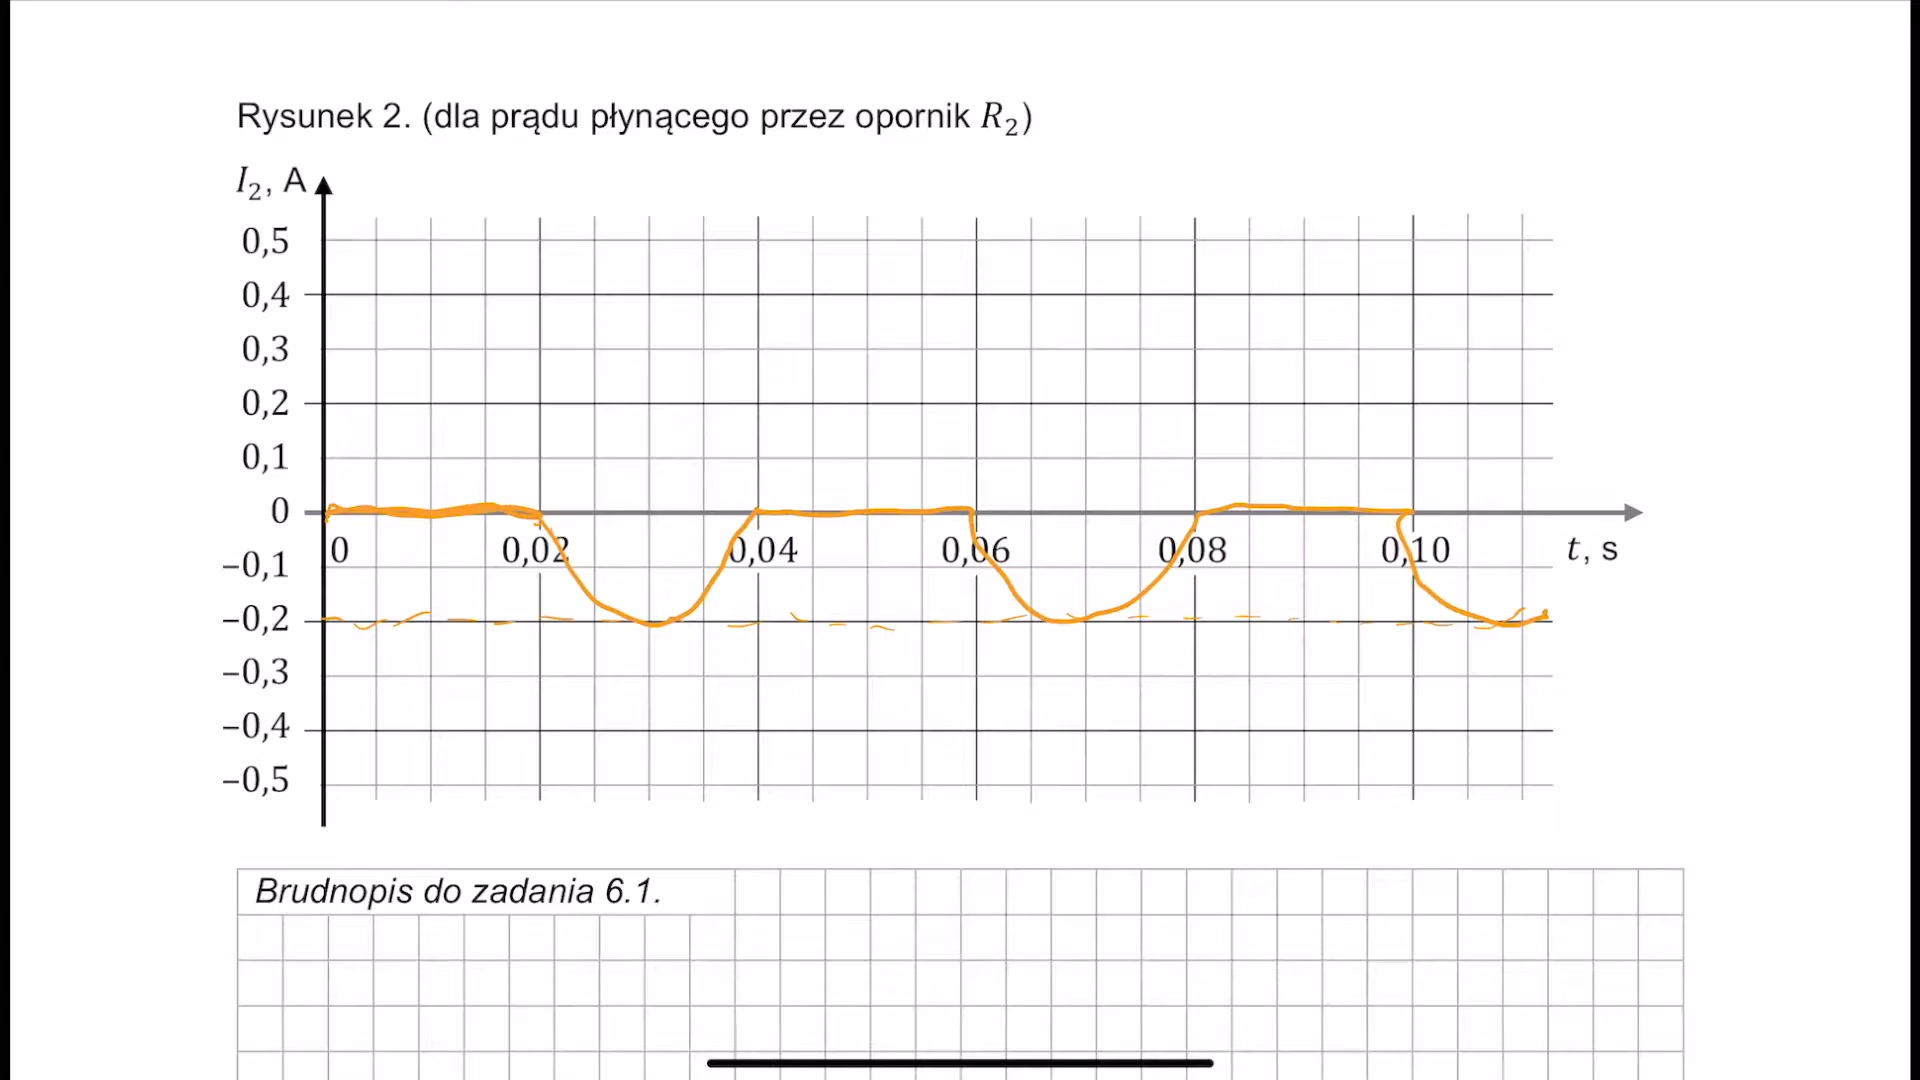 Rysunek 2. (dla prądu płynącego przez opornik R₂)
I₂, A
0,5
0,4
0,3
0,2
0,1
0
0 0,02 0,04 0,06 0,08 0,10 t, s
–0,1
–0,2
–0,3
–0,4
–0,5
Brudnopis do zadania 6.1.